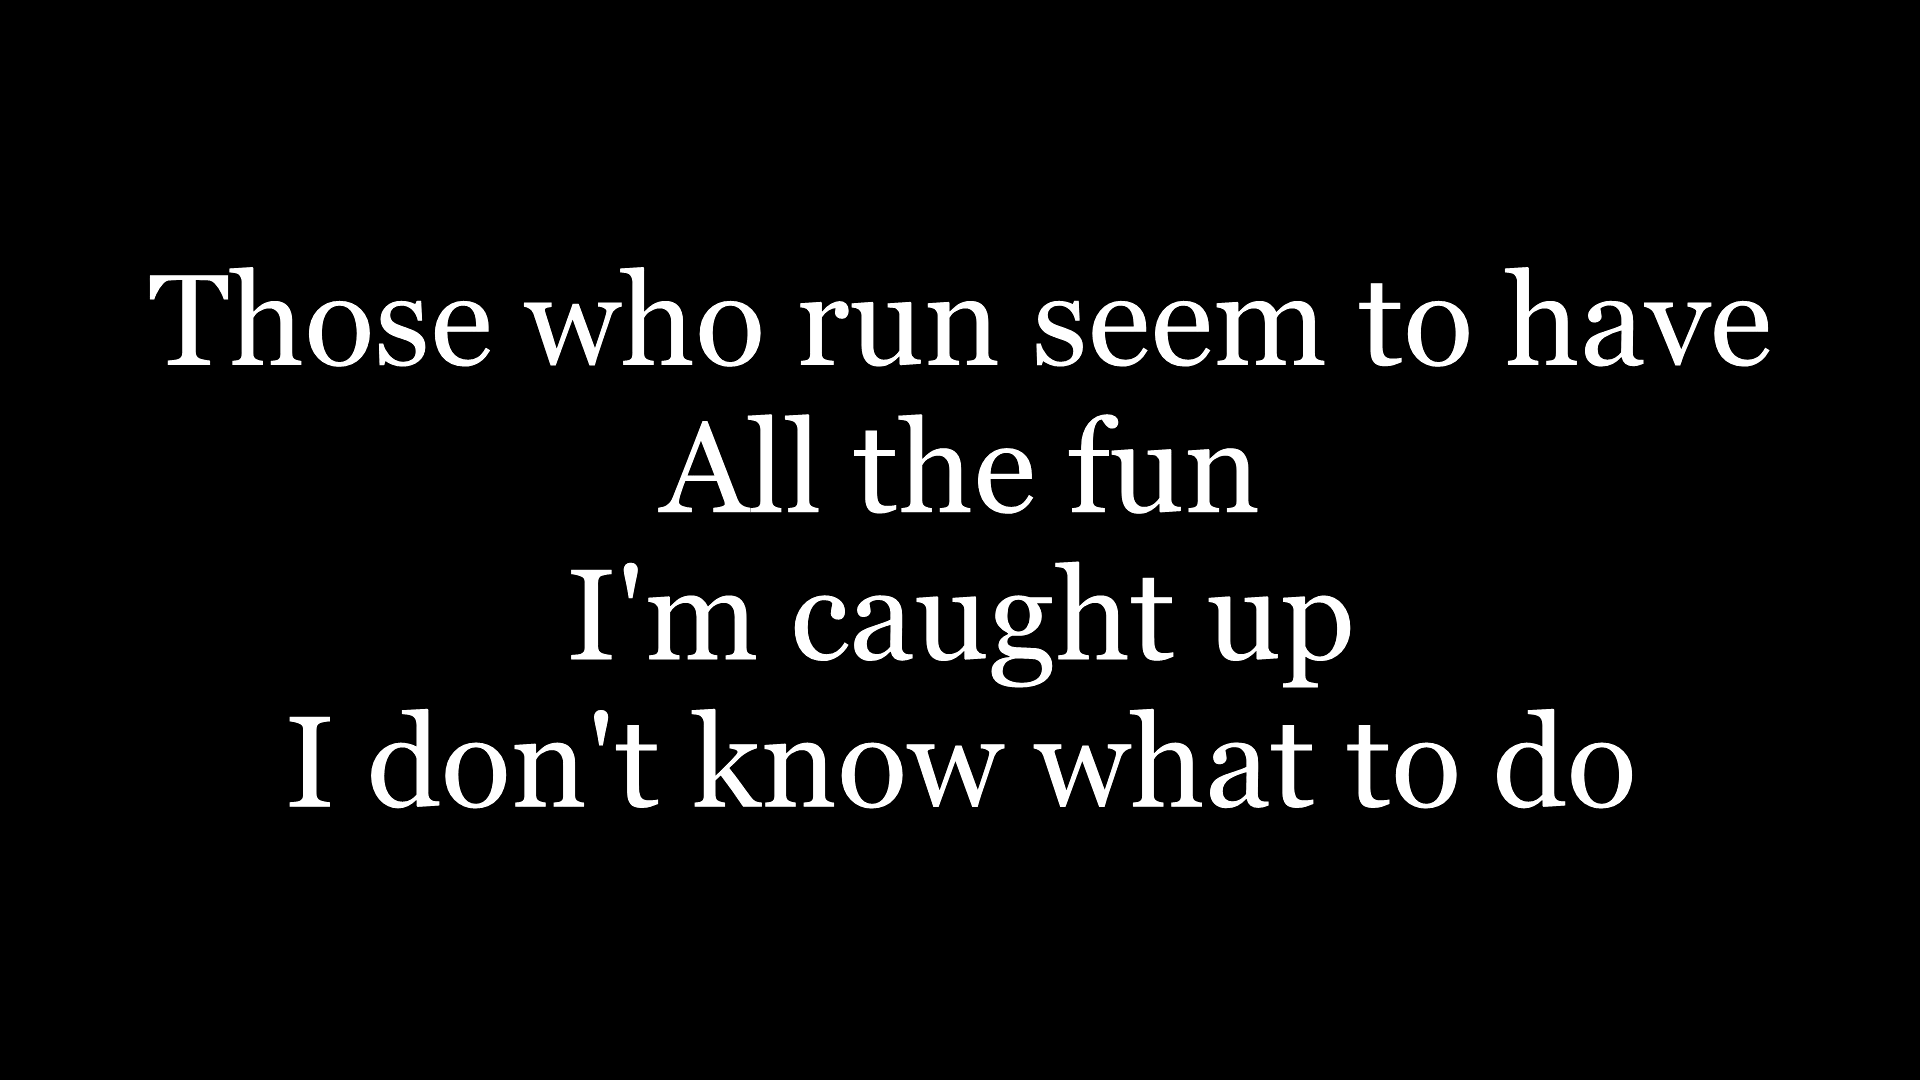 Those who run seem to have
All the fun
I'm caught up
I don't know what to do